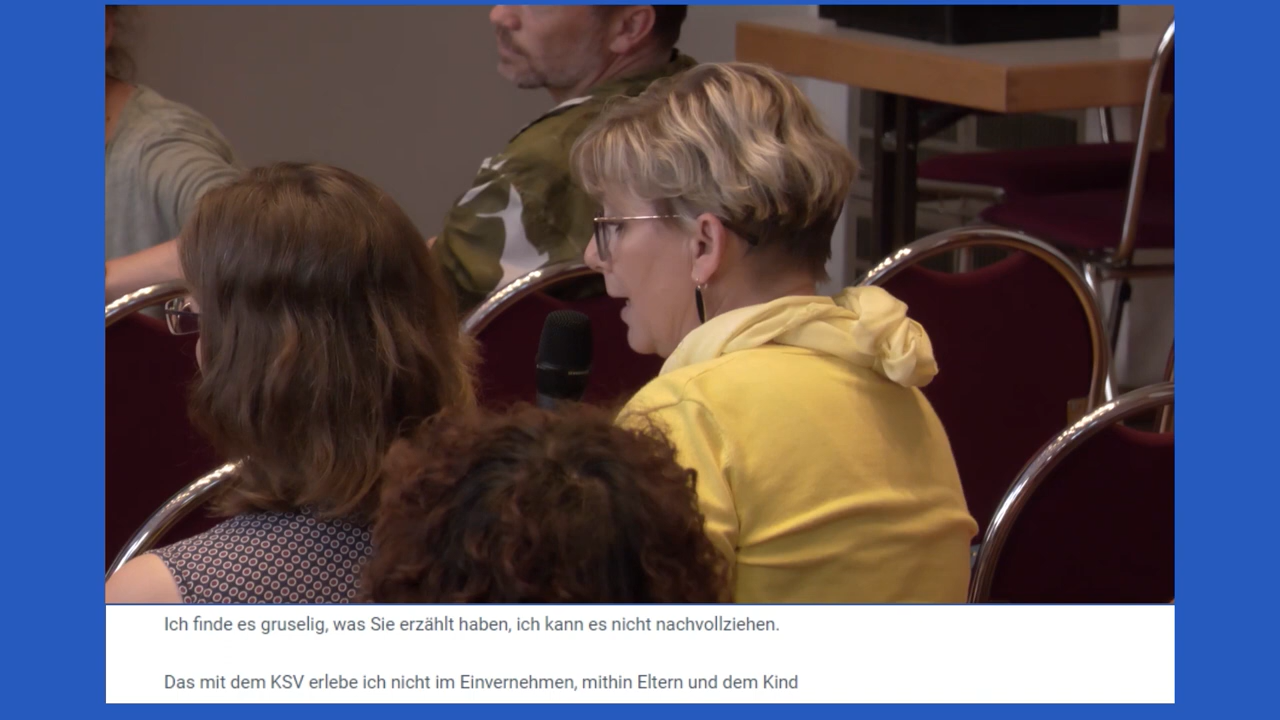 Ich finde es gruselig, was Sie erzählt haben, ich kann es nicht nachvollziehen.
Das mit dem KSV erlebe ich nicht im Einvernehmen, mithin Eltern und dem Kind